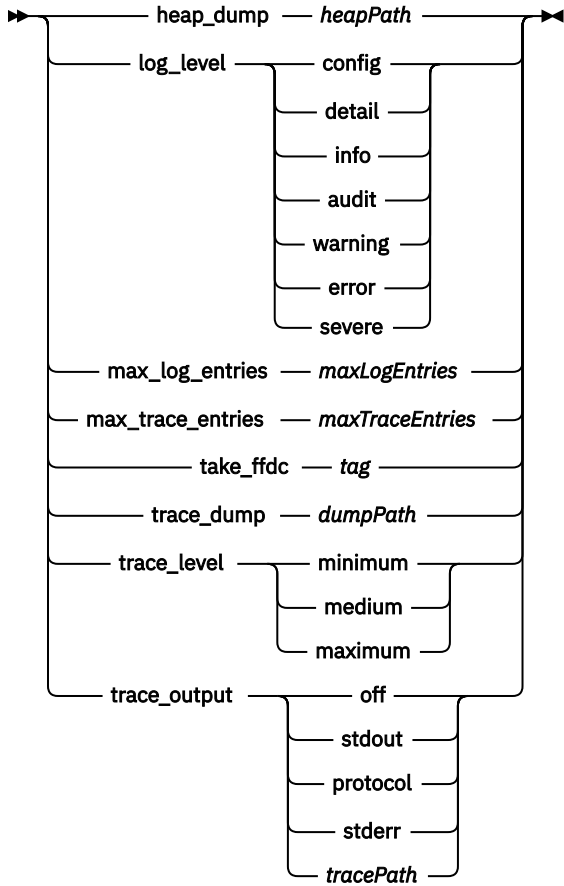 heap_dump heapPath
log_level config
detail
info
audit
warning
error
severe
max_log_entries maxLogEntries
max_trace_entries maxTraceEntries
take_ffdc tag
trace_dump dumpPath
trace_level minimum
medium
maximum
trace_output off
stdout
protocol
stderr
tracePath